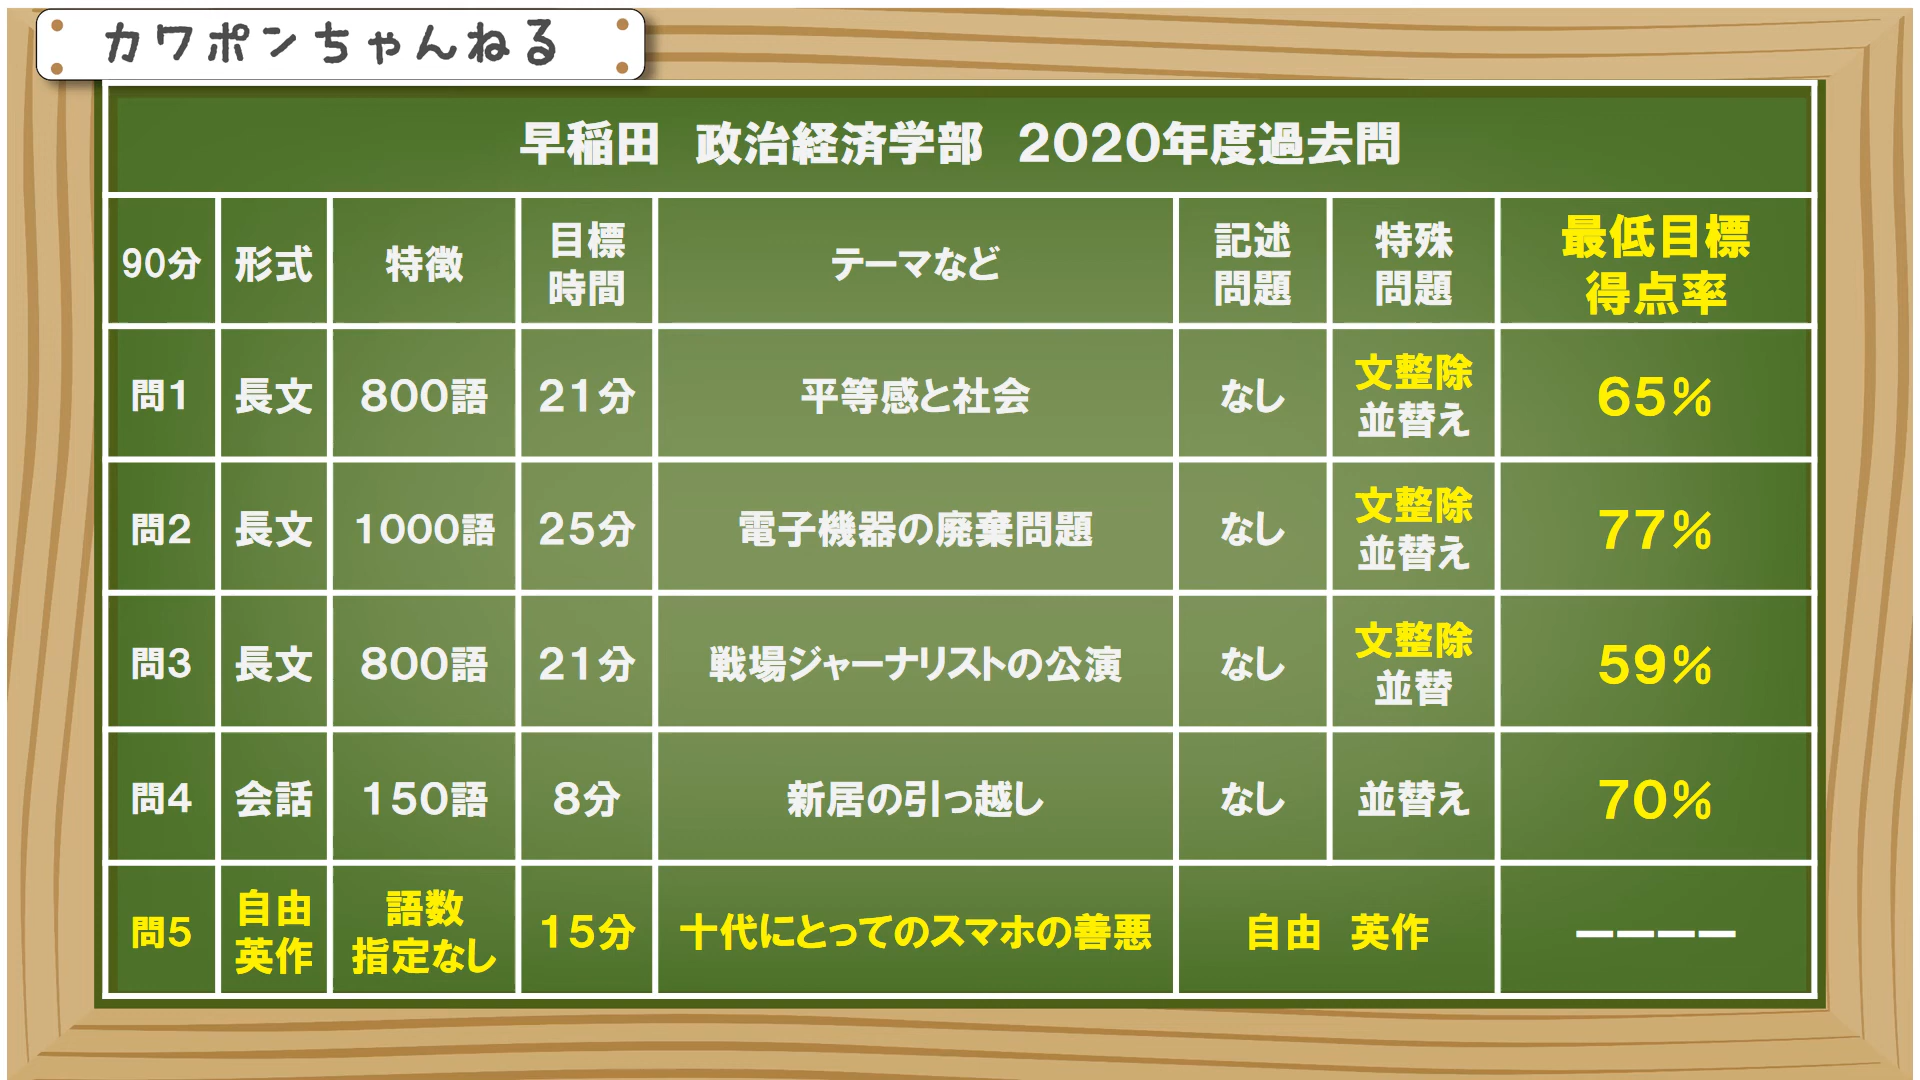 カワポンちゃんねる
早稲田 政治経済学部 2020年度過去問
90分 形式 特徴 目標時間 テーマなど 記述問題 特殊問題 最低目標得点率
問1 長文 800語 21分 平等感と社会 なし 文整除並替え 65%
問2 長文 1000語 25分 電子機器の廃棄問題 なし 文整除並替え 77%
問3 長文 800語 21分 戦場ジャーナリストの公演 なし 文整除並替 59%
問4 会話 150語 8分 新居の引っ越し なし 並替え 70%
問5 自由英作 語数指定なし 15分 十代にとってのスマホの善悪 自由 英作 ーーーー